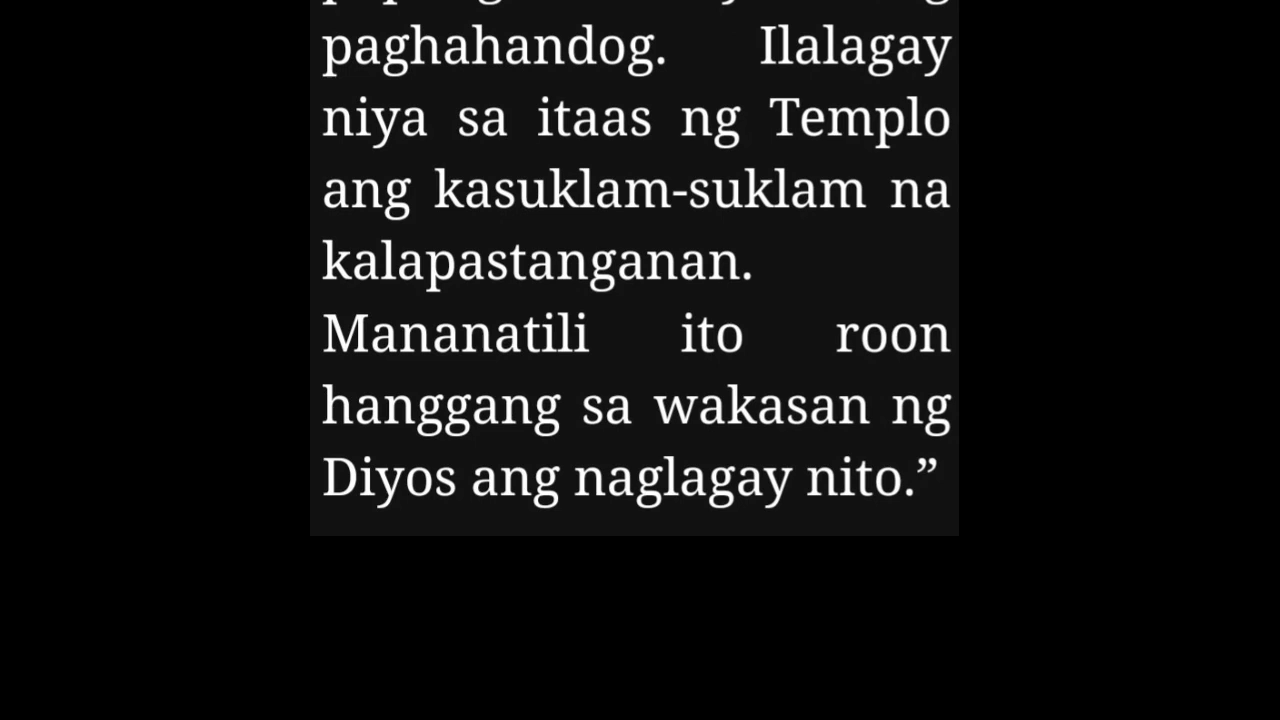 paghahandog. Ilalagay
niya sa itaas ng Templo
ang kasuklam-suklam na
kalapastanganan.
Mananatili ito roon
hanggang sa wakasan ng
Diyos ang naglagay nito.”